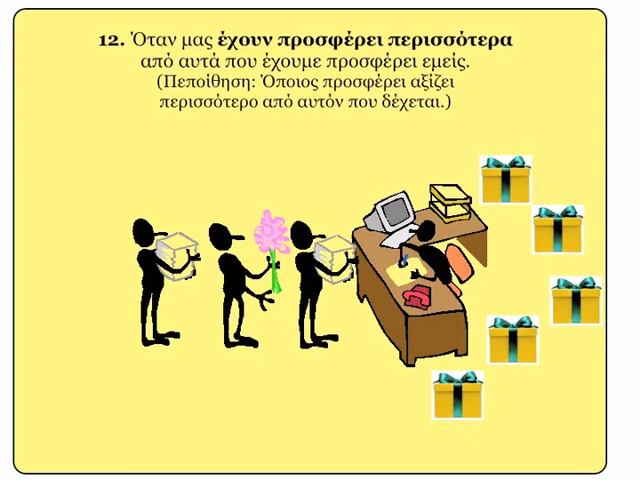 12. Όταν μας έχουν προσφέρει περισσότερα
από αυτά που έχουμε προσφέρει εμείς.
(Πεποίθηση: Όποιος προσφέρει αξίζει
περισσότερο από αυτόν που δέχεται.)